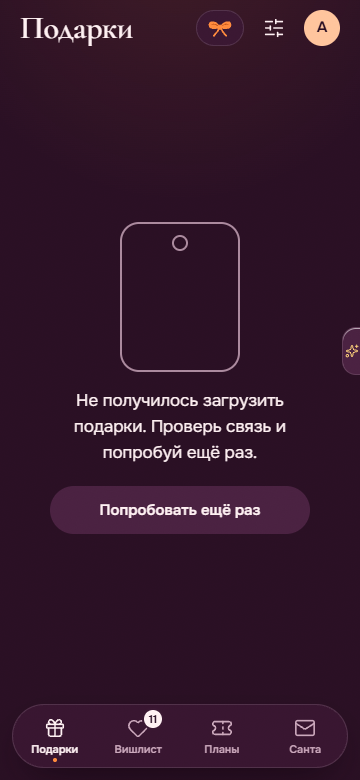 Подарки
А
Не получилось загрузить
подарки. Проверь связь и
попробуй ещё раз.
Попробовать ещё раз
11
Подарки
Вишлист
Планы
Санта